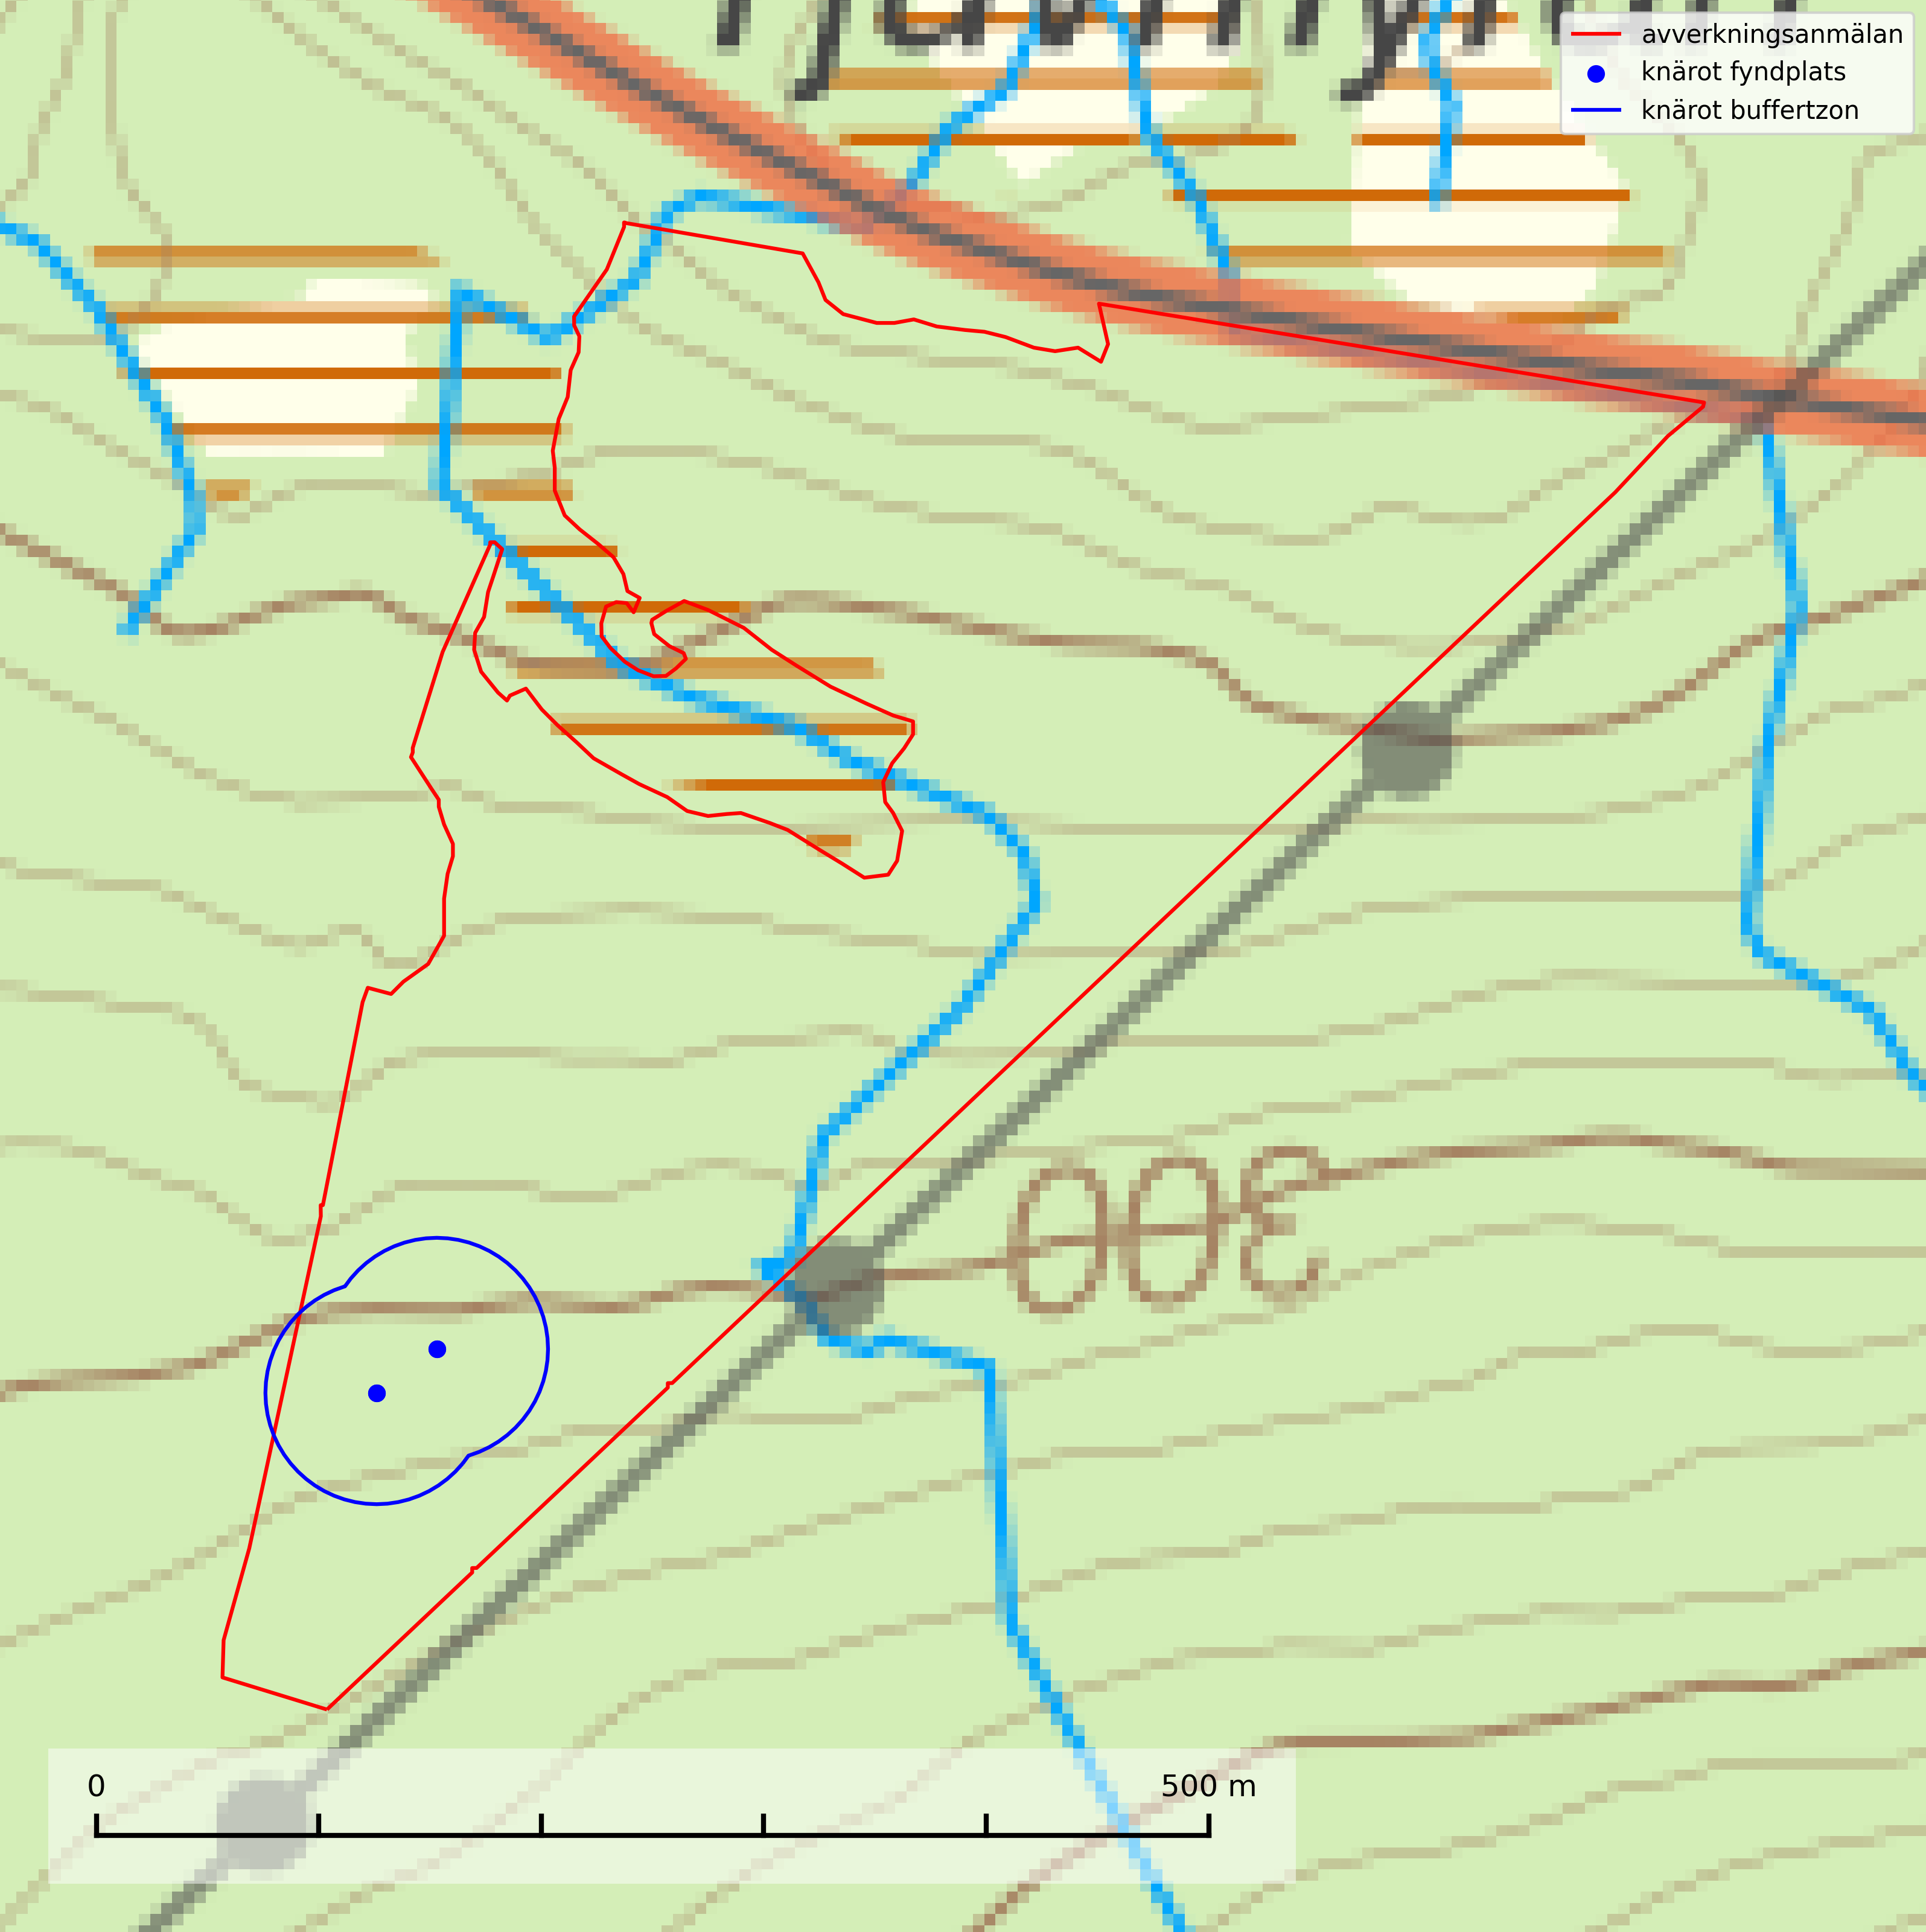 avverkningsanmälan
knärot fyndplats
knärot buffertzon
300
0
500 m